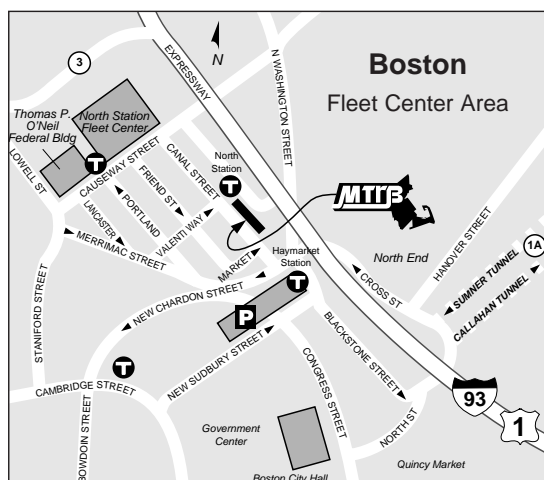 Boston
Fleet Center Area
N
3
EXPRESSWAY
N WASHINGTON STREET
Thomas P.
O'Neil
Federal Bldg
North Station
Fleet Center
LOWELL ST
T
CAUSEWAY STREET
CANAL STREET
North
Station
T
FRIEND ST
PORTLAND
LANCASTER
MERRIMAC STREET
VALENTI WAY
MARKET
MTRB
North End
HANOVER STREET
1A
SUMNER TUNNEL
CALLAHAN TUNNEL
Haymarket
Station
T
CROSS ST
NEW CHARDON STREET
P
STANIFORD STREET
NEW SUDBURY STREET
BLACKSTONE STREET
CONGRESS STREET
T
CAMBRIDGE STREET
BOWDOIN STREET
NORTH ST
93
1
Government
Center
Boston City Hall
Quincy Market